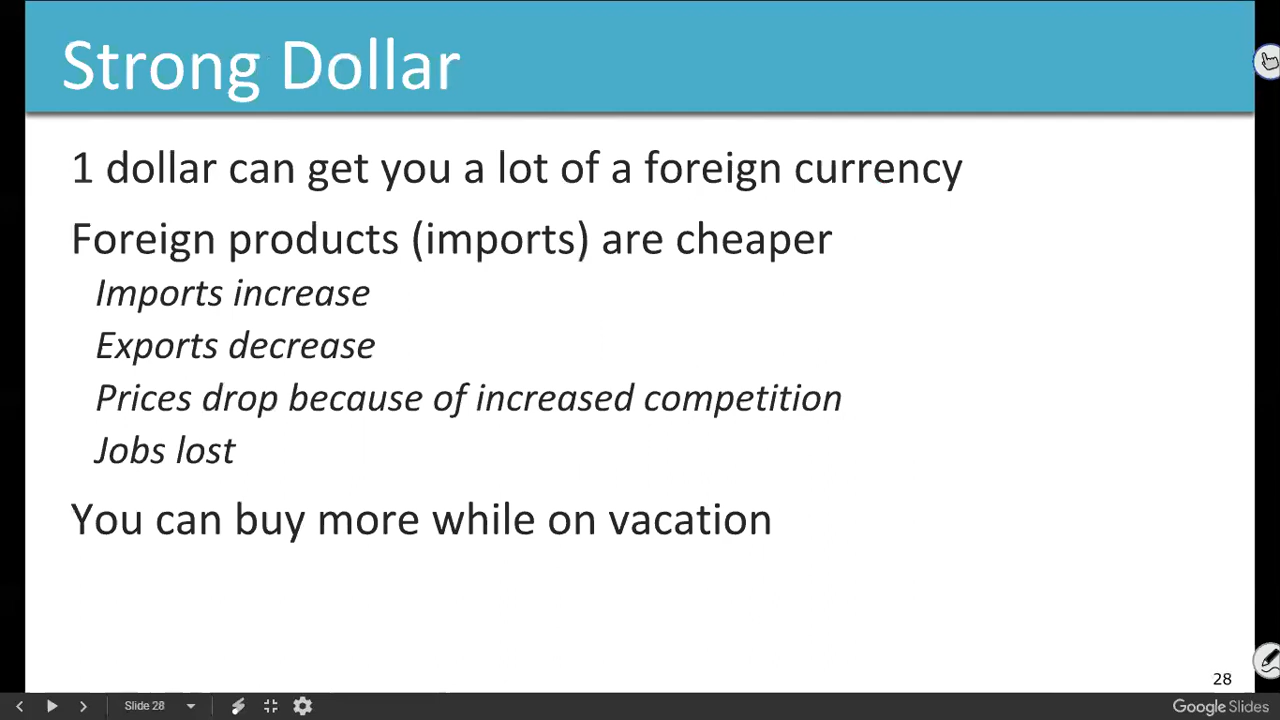 Strong Dollar
1 dollar can get you a lot of a foreign currency
Foreign products (imports) are cheaper
Imports increase
Exports decrease
Prices drop because of increased competition
Jobs lost
You can buy more while on vacation
28
Slide 28
Google Slides